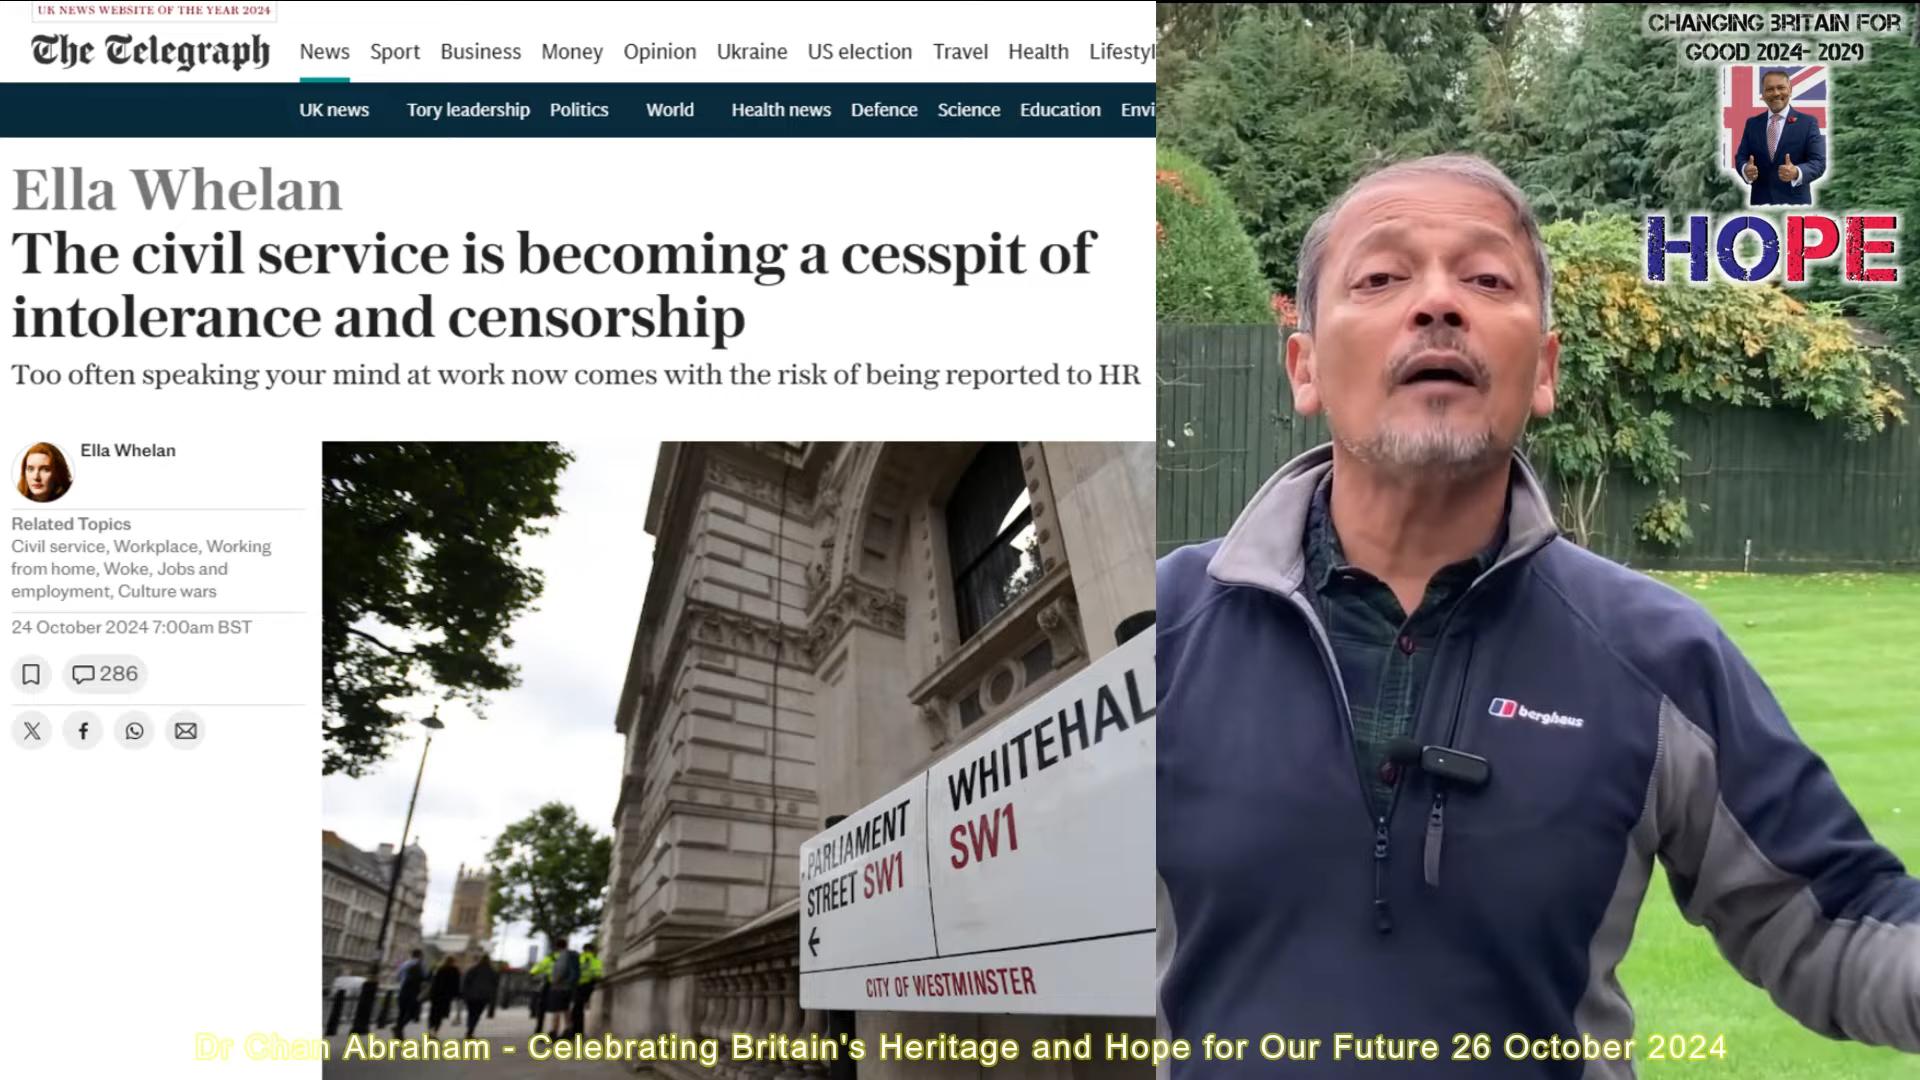 UK NEWS WEBSITE OF THE YEAR 2024
The Telegraph
News Sport Business Money Opinion Ukraine US election Travel Health Lifestyl
UK news Tory leadership Politics World Health news Defence Science Education Envi
Ella Whelan
The civil service is becoming a cesspit of
intolerance and censorship
Too often speaking your mind at work now comes with the risk of being reported to HR
Ella Whelan
Related Topics
Civil service, Workplace, Working
from home, Woke, Jobs and
employment, Culture wars
24 October 2024 7:00am BST
286
PARLIAMENT
STREET SW1
WHITEHAL
SW1
CITY OF WESTMINSTER
CHANGING BRITAIN FOR
GOOD 2024- 2029
HOPE
berghaus
Dr Chan Abraham - Celebrating Britain's Heritage and Hope for Our Future 26 October 2024